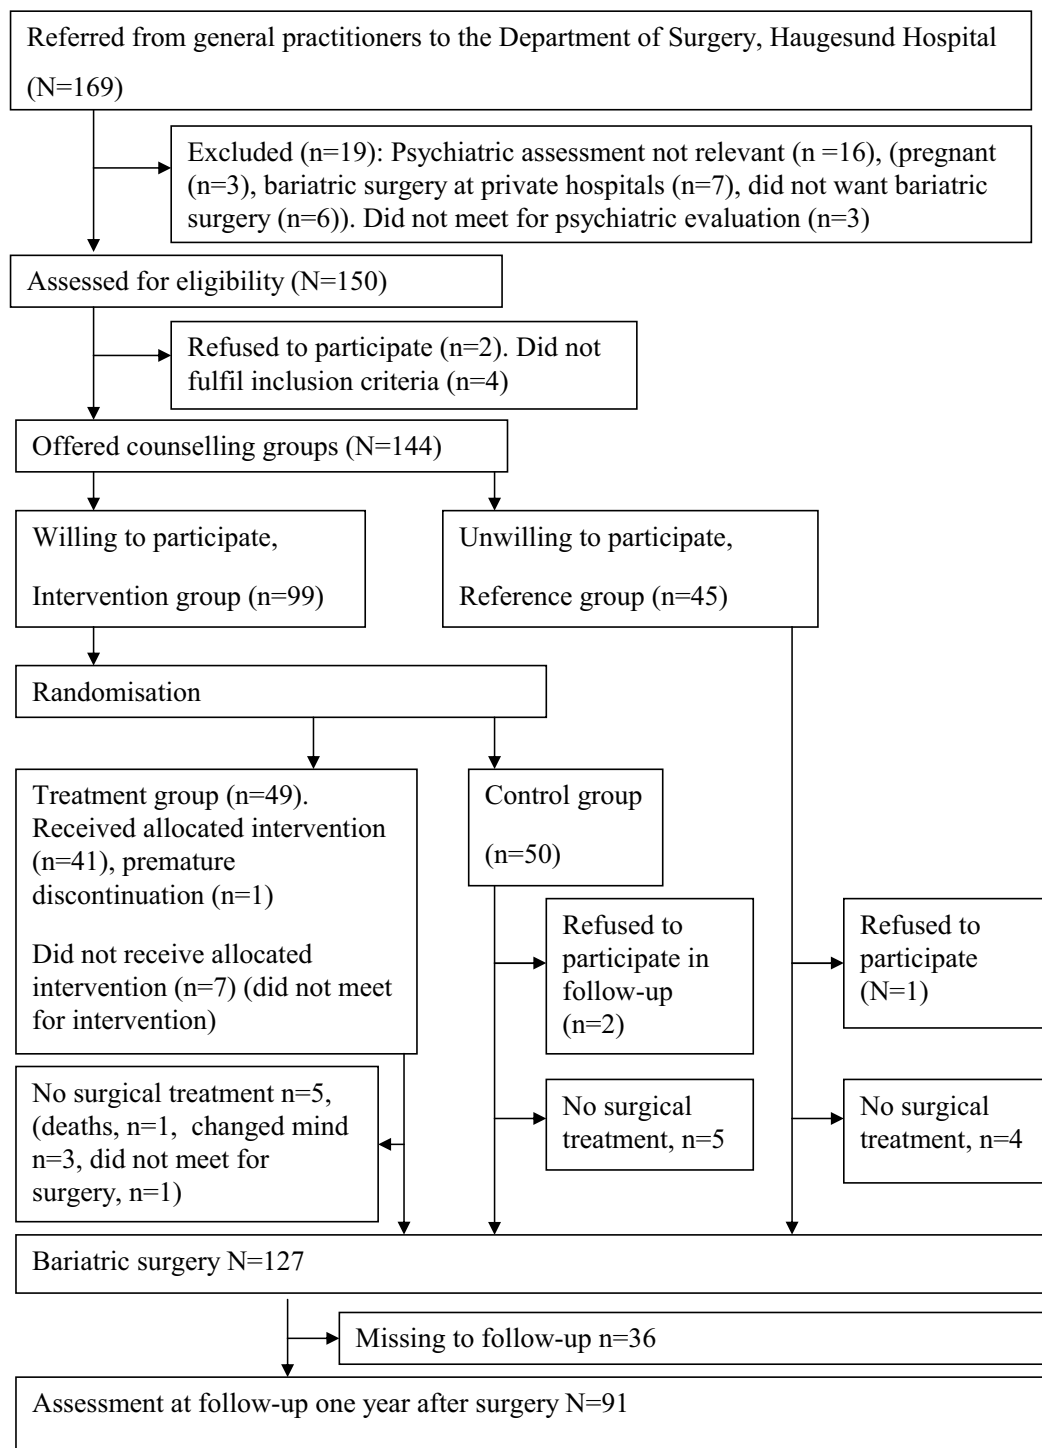 Referred from general practitioners to the Department of Surgery, Haugesund Hospital
(N=169)
Excluded (n=19): Psychiatric assessment not relevant (n =16), (pregnant
(n=3), bariatric surgery at private hospitals (n=7), did not want bariatric
surgery (n=6)). Did not meet for psychiatric evaluation (n=3)
Assessed for eligibility (N=150)
Refused to participate (n=2). Did not
fulfil inclusion criteria (n=4)
Offered counselling groups (N=144)
Willing to participate,
Intervention group (n=99)
Unwilling to participate,
Reference group (n=45)
Randomisation
Treatment group (n=49).
Received allocated intervention
(n=41), premature
discontinuation (n=1)
Did not receive allocated
intervention (n=7) (did not meet
for intervention)
Control group
(n=50)
Refused to
participate in
follow-up
(n=2)
Refused to
participate
(N=1)
No surgical treatment n=5,
(deaths, n=1,  changed mind
n=3, did not meet for
surgery, n=1)
No surgical
treatment, n=5
No surgical
treatment, n=4
Bariatric surgery N=127
Missing to follow-up n=36
Assessment at follow-up one year after surgery N=91